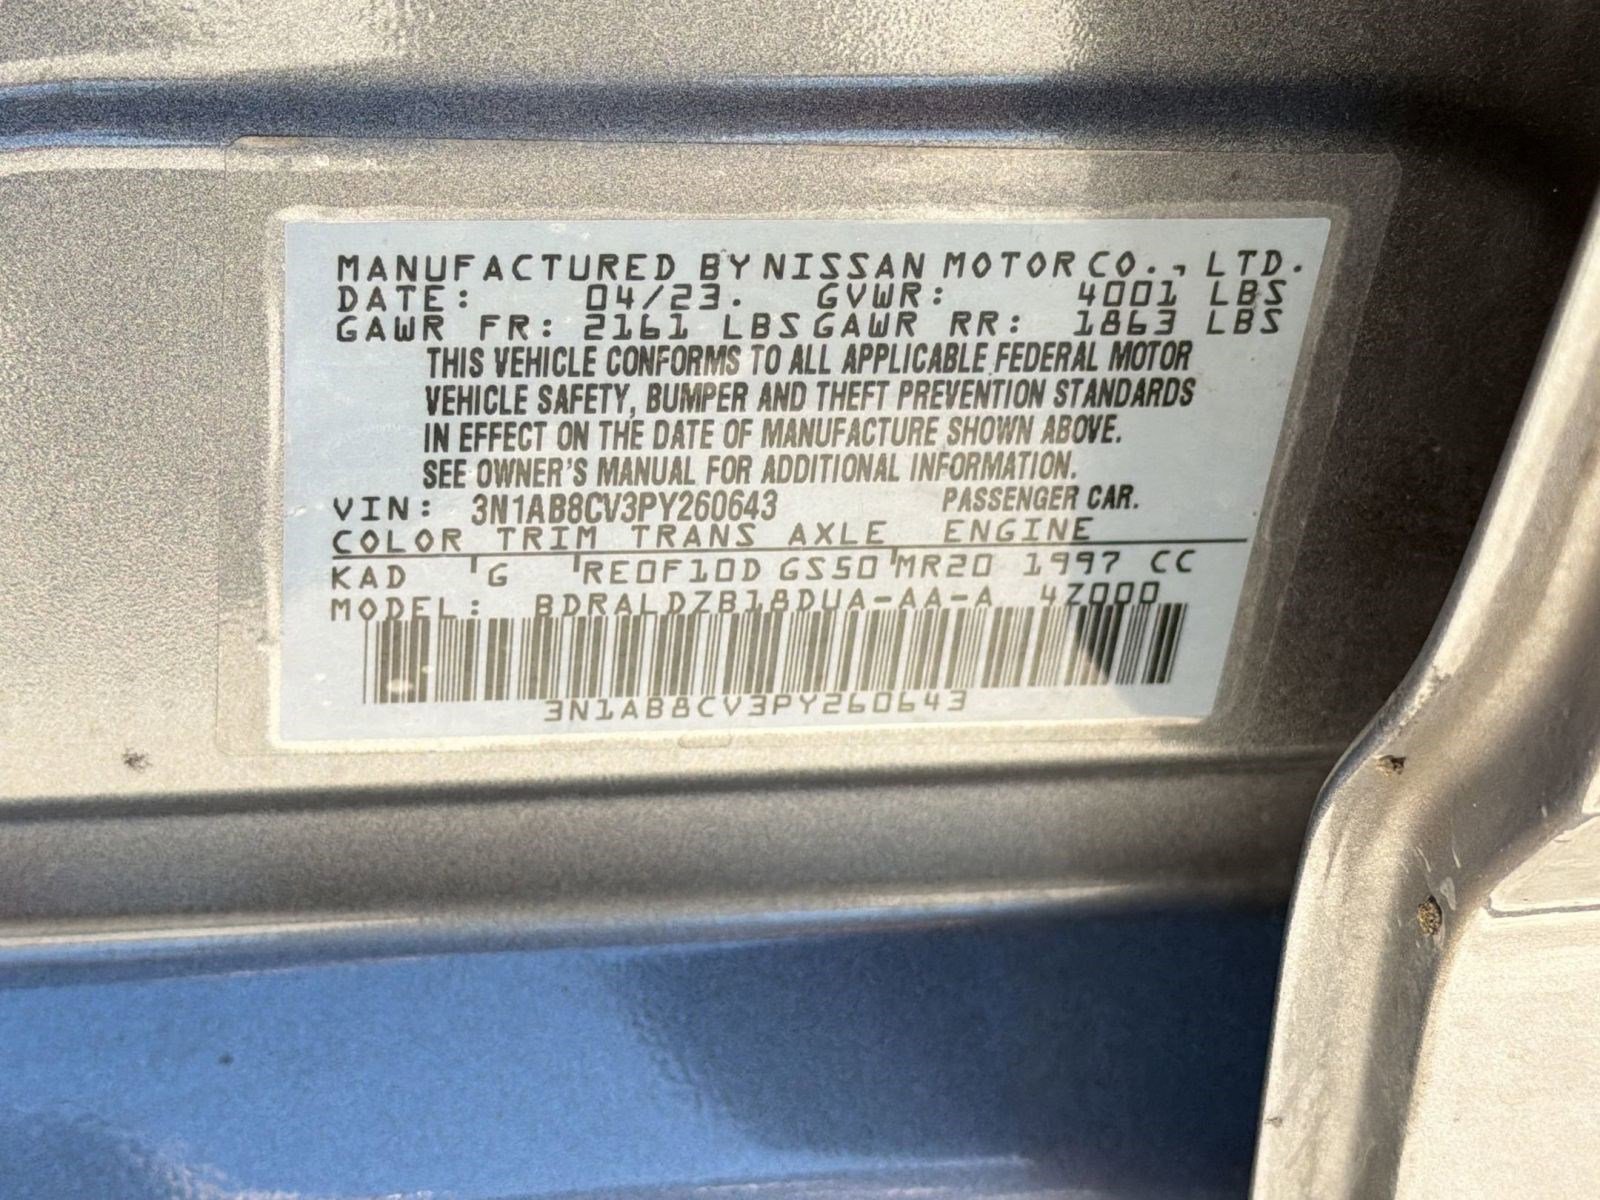 MANUFACTURED BY NISSAN MOTOR CO., LTD.
DATE: 04/23. GVWR: 4001 LBS
GAWR FR: 2161 LBS GAWR RR: 1863 LBS
THIS VEHICLE CONFORMS TO ALL APPLICABLE FEDERAL MOTOR
VEHICLE SAFETY, BUMPER AND THEFT PREVENTION STANDARDS
IN EFFECT ON THE DATE OF MANUFACTURE SHOWN ABOVE.
SEE OWNER'S MANUAL FOR ADDITIONAL INFORMATION.
VIN: 3N1AB8CV3PY260643 PASSENGER CAR.
COLOR TRIM TRANS AXLE ENGINE
KAD G RE0F10D GS50 MR20 1997 CC
MODEL: BDRALDZB18DUA-AA-A 4Z000
3N1AB8CV3PY260643